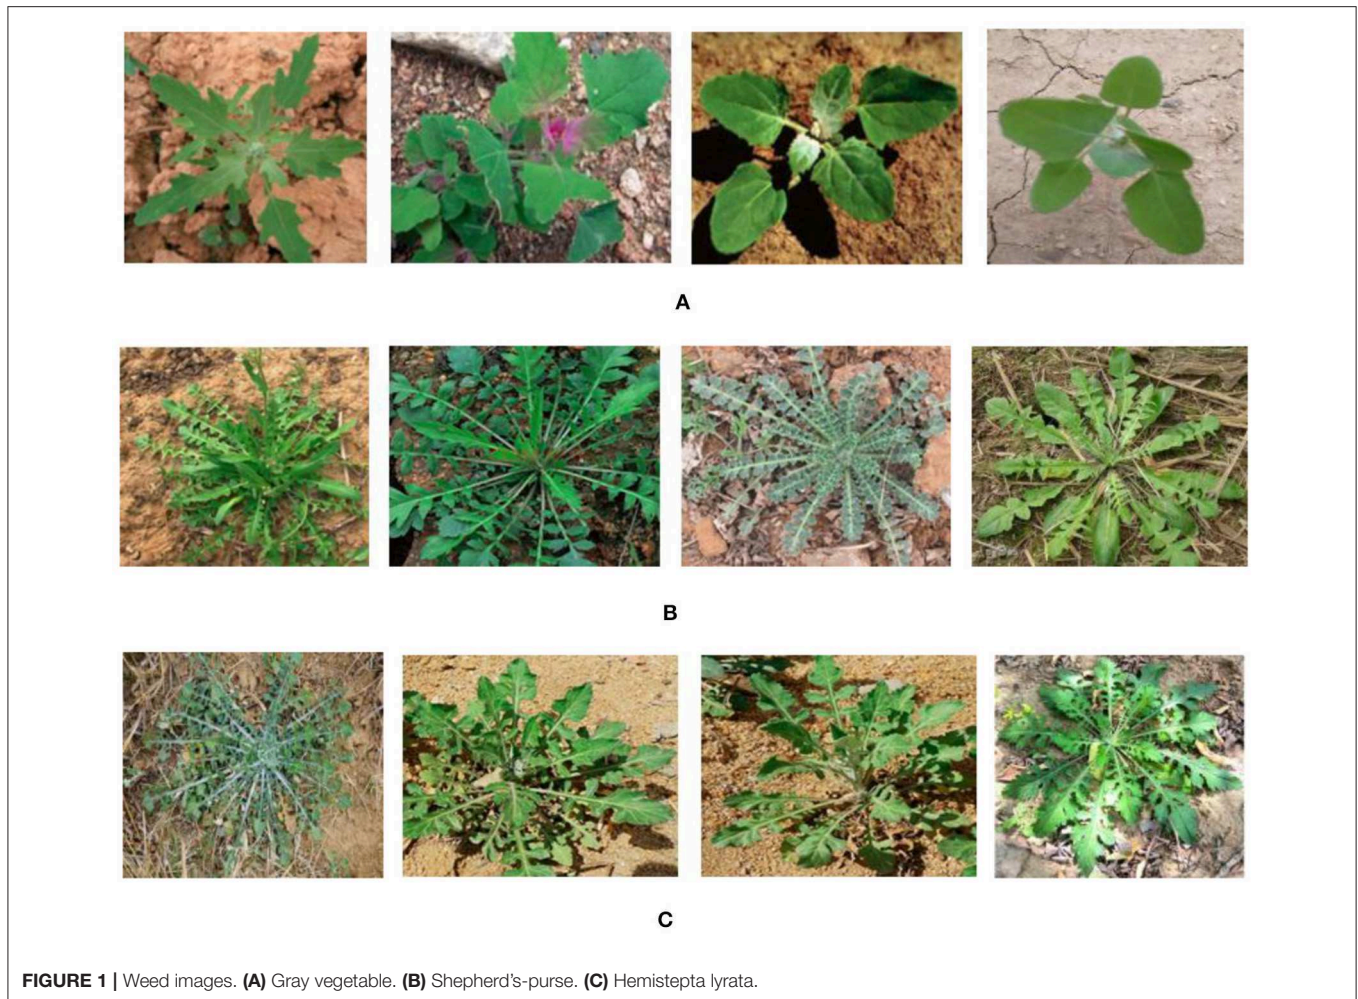 A
B
C
FIGURE 1 | Weed images. (A) Gray vegetable. (B) Shepherd's-purse. (C) Hemistepta lyrata.